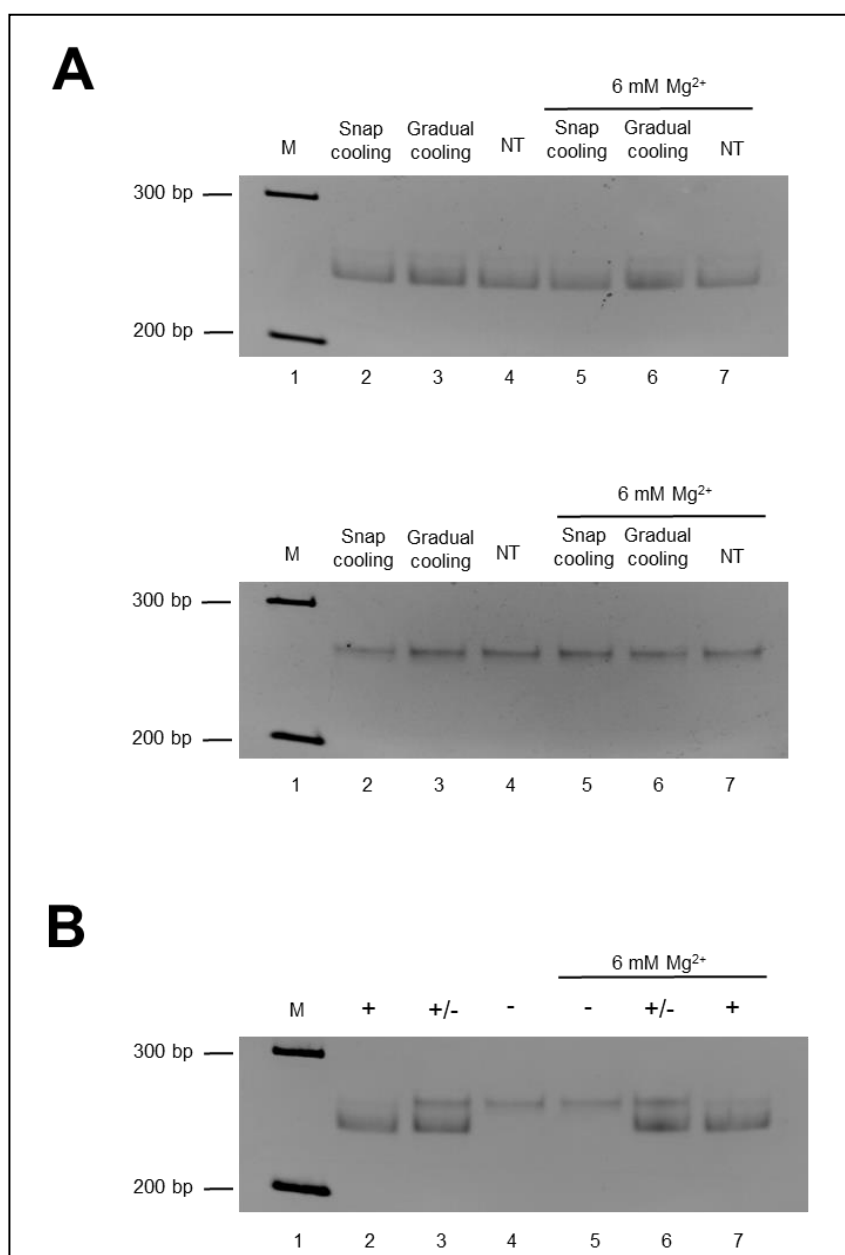 A
6 mM Mg²⁺
M Snap cooling Gradual cooling NT Snap cooling Gradual cooling NT
300 bp
200 bp
1 2 3 4 5 6 7
6 mM Mg²⁺
M Snap cooling Gradual cooling NT Snap cooling Gradual cooling NT
300 bp
200 bp
1 2 3 4 5 6 7
B
6 mM Mg²⁺
M + +/- - - +/- +
300 bp
200 bp
1 2 3 4 5 6 7